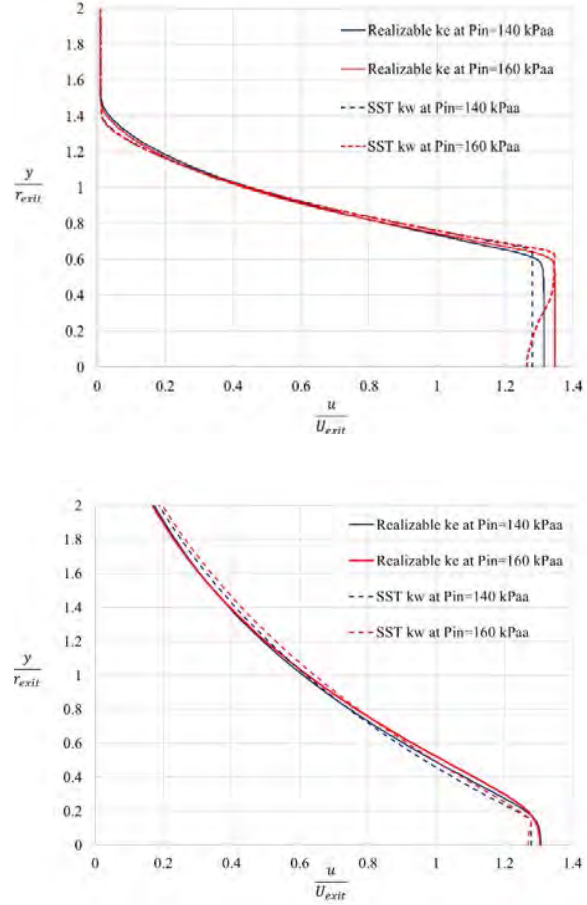 2
Realizable ke at Pin=140 kPaa
1.8
Realizable ke at Pin=160 kPaa
1.6
SST kw at Pin=140 kPaa
1.4
SST kw at Pin=160 kPaa
1.2
y
r_exit
1
0.8
0.6
0.4
0.2
0
0 0.2 0.4 0.6 0.8 1 1.2 1.4
u
U_exit
2
Realizable ke at Pin=140 kPaa
1.8
Realizable ke at Pin=160 kPaa
1.6
SST kw at Pin=140 kPaa
1.4
SST kw at Pin=160 kPaa
1.2
y
r_exit
1
0.8
0.6
0.4
0.2
0
0 0.2 0.4 0.6 0.8 1 1.2 1.4
u
U_exit